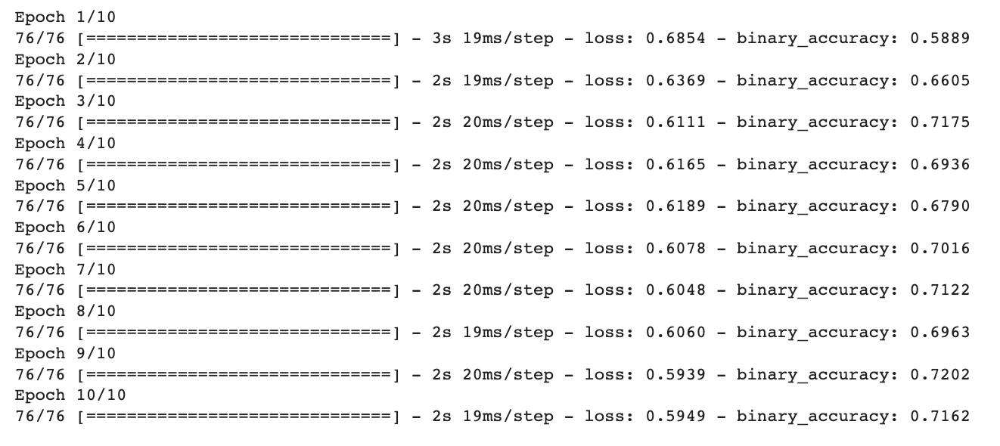 Epoch 1/10
76/76 [==============================] - 3s 19ms/step - loss: 0.6854 - binary_accuracy: 0.5889
Epoch 2/10
76/76 [==============================] - 2s 19ms/step - loss: 0.6369 - binary_accuracy: 0.6605
Epoch 3/10
76/76 [==============================] - 2s 20ms/step - loss: 0.6111 - binary_accuracy: 0.7175
Epoch 4/10
76/76 [==============================] - 2s 20ms/step - loss: 0.6165 - binary_accuracy: 0.6936
Epoch 5/10
76/76 [==============================] - 2s 20ms/step - loss: 0.6189 - binary_accuracy: 0.6790
Epoch 6/10
76/76 [==============================] - 2s 20ms/step - loss: 0.6078 - binary_accuracy: 0.7016
Epoch 7/10
76/76 [==============================] - 2s 20ms/step - loss: 0.6048 - binary_accuracy: 0.7122
Epoch 8/10
76/76 [==============================] - 2s 19ms/step - loss: 0.6060 - binary_accuracy: 0.6963
Epoch 9/10
76/76 [==============================] - 2s 20ms/step - loss: 0.5939 - binary_accuracy: 0.7202
Epoch 10/10
76/76 [==============================] - 2s 19ms/step - loss: 0.5949 - binary_accuracy: 0.7162